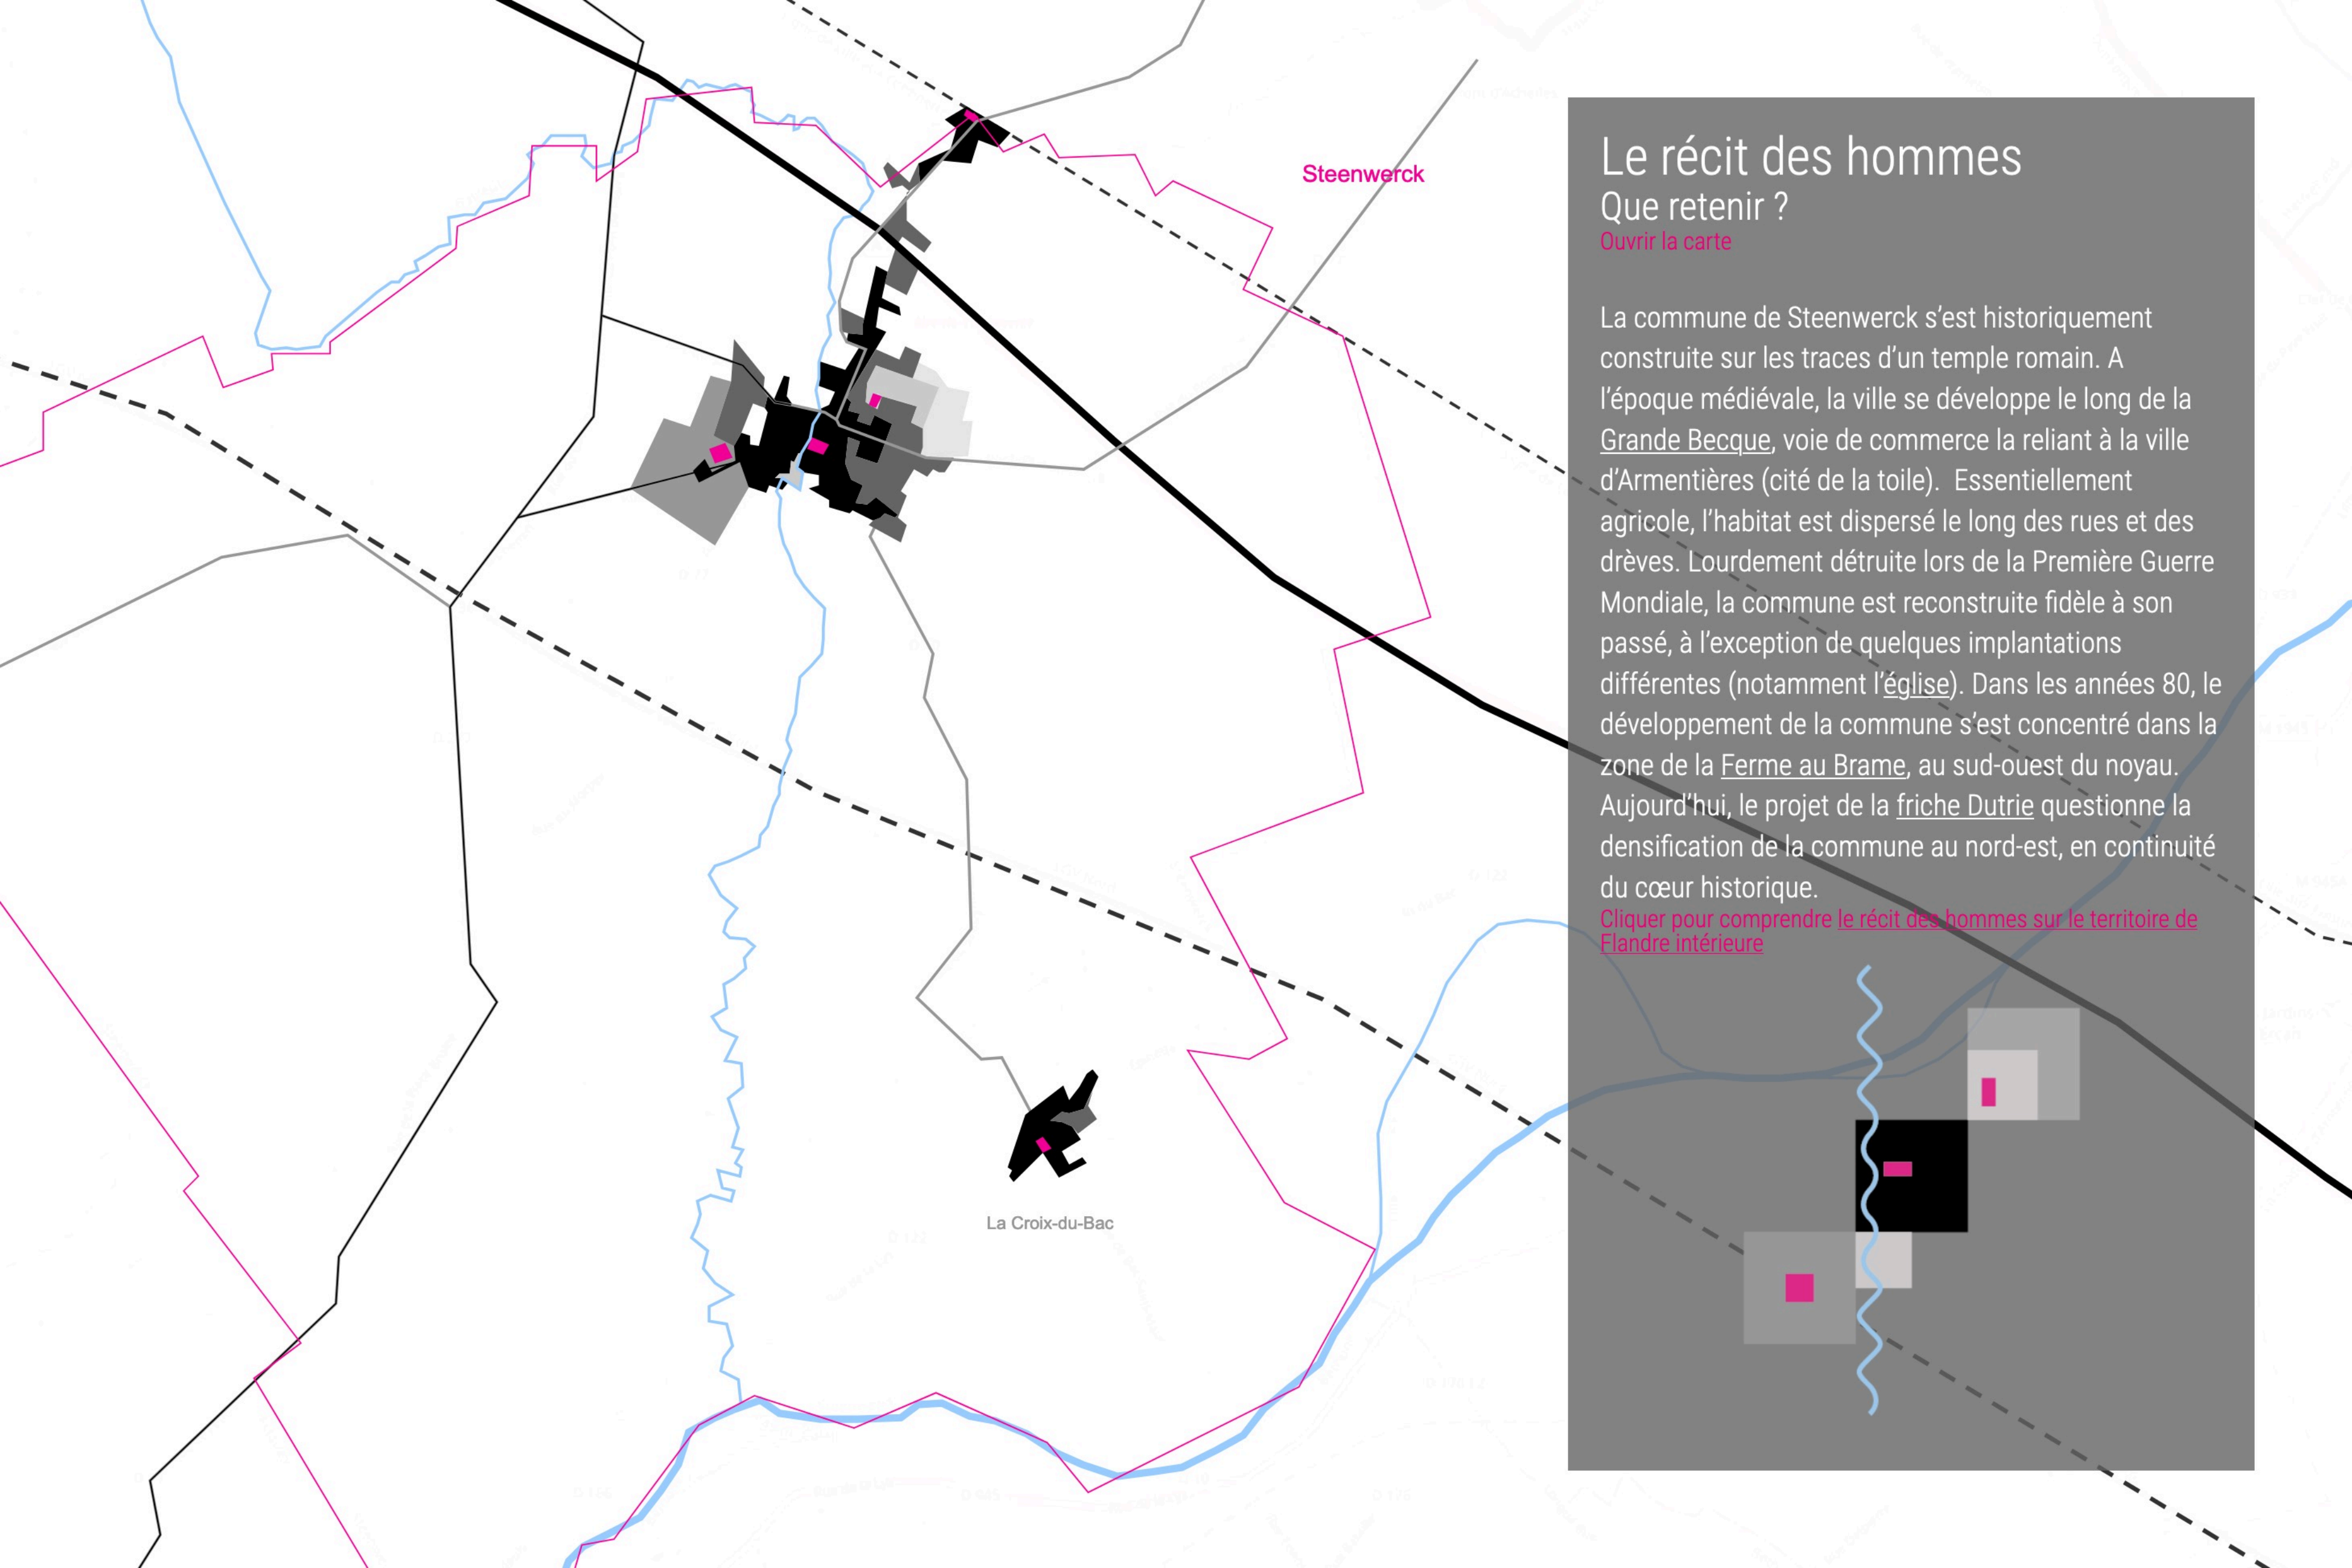 Steenwerck
La Croix-du-Bac
D 77
D 122
D 122
D 945
Le récit des hommes
Que retenir ?
Ouvrir la carte
La commune de Steenwerck s’est historiquement
construite sur les traces d’un temple romain. A
l’époque médiévale, la ville se développe le long de la
Grande Becque, voie de commerce la reliant à la ville
d’Armentières (cité de la toile).  Essentiellement
agricole, l’habitat est dispersé le long des rues et des
drèves. Lourdement détruite lors de la Première Guerre
Mondiale, la commune est reconstruite fidèle à son
passé, à l’exception de quelques implantations
différentes (notamment l’église). Dans les années 80, le
développement de la commune s’est concentré dans la
zone de la Ferme au Brame, au sud-ouest du noyau.
Aujourd’hui, le projet de la friche Dutrie questionne la
densification de la commune au nord-est, en continuité
du cœur historique.
Cliquer pour comprendre le récit des hommes sur le territoire de
Flandre intérieure